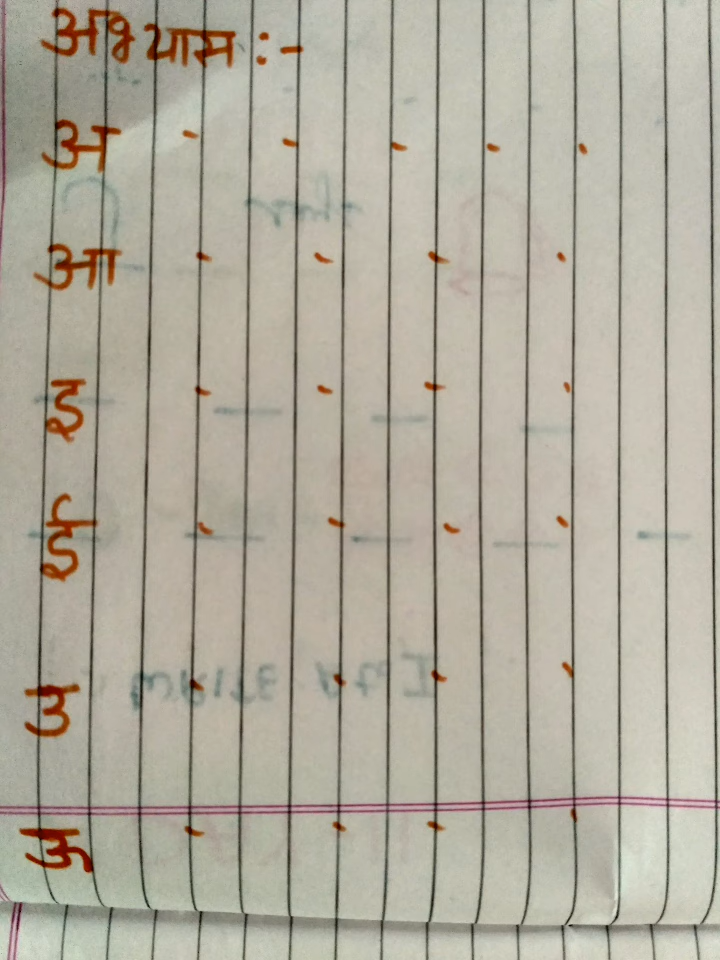 अभ्यास :-
अ - - - - -
आ - - - -
इ - - - -
ई - - - -
उ - - - -
ऊ - - - -